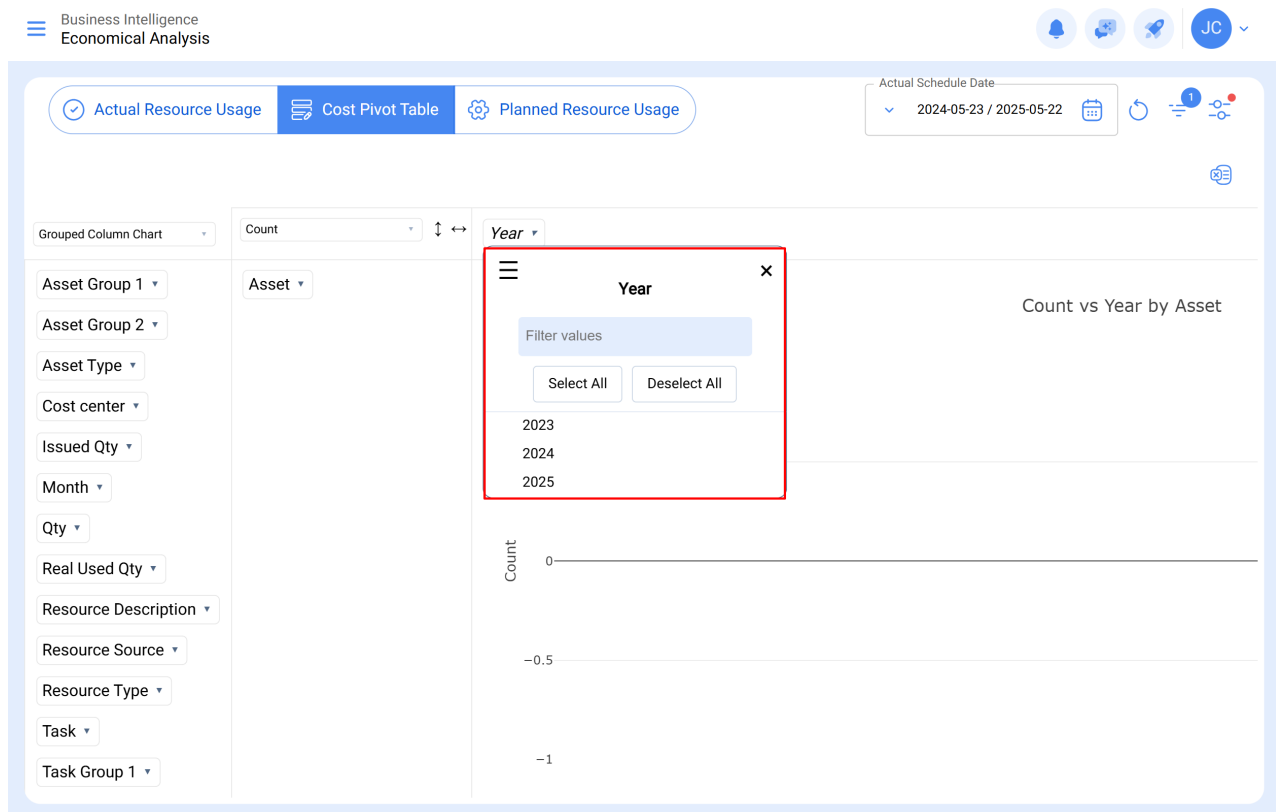 Business Intelligence
Economical Analysis
JC
Actual Resource Usage
Cost Pivot Table
Planned Resource Usage
Actual Schedule Date
2024-05-23 / 2025-05-22
1
Grouped Column Chart
Count
Year
Asset Group 1
Asset Group 2
Asset Type
Cost center
Issued Qty
Month
Qty
Real Used Qty
Resource Description
Resource Source
Resource Type
Task
Task Group 1
Asset
Year
Filter values
Select All
Deselect All
2023
2024
2025
Count vs Year by Asset
Count
0
−0.5
−1